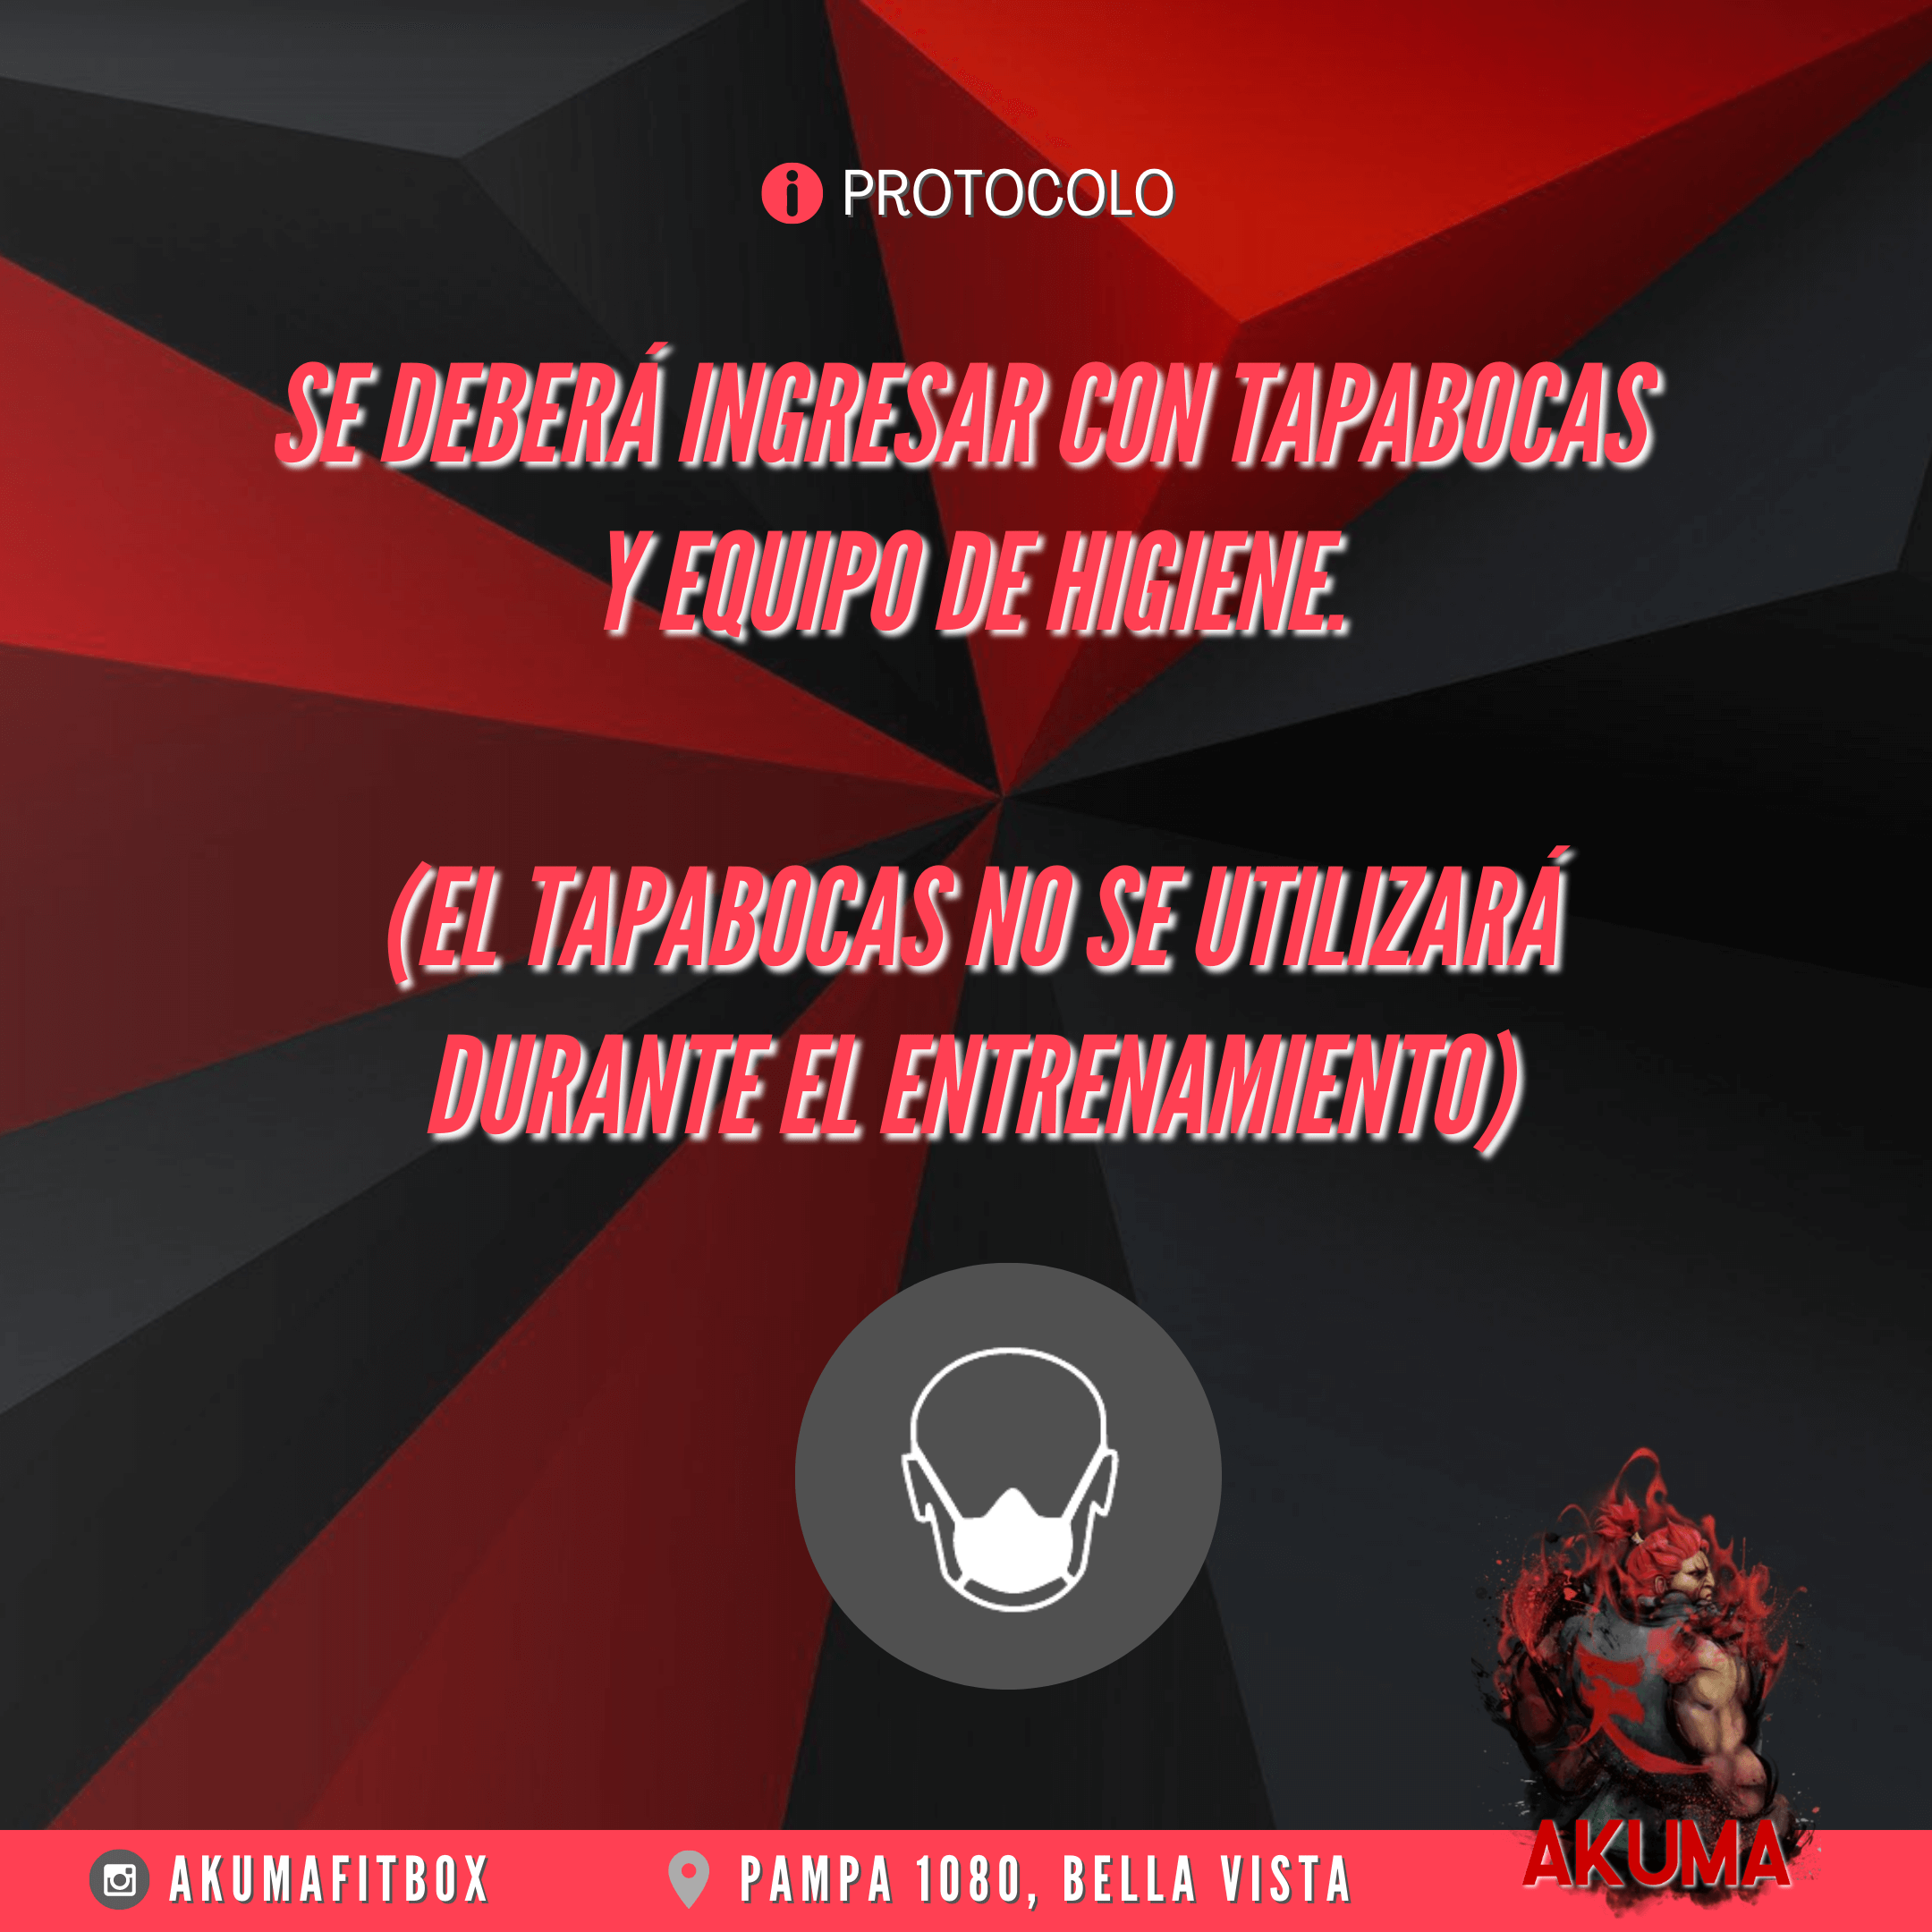 PROTOCOLO
SE DEBERÁ INGRESAR CON TAPABOCAS
Y EQUIPO DE HIGIENE.
(EL TAPABOCAS NO SE UTILIZARÁ
DURANTE EL ENTRENAMIENTO)
天
AKUMA
AKUMAFITBOX
PAMPA 1080, BELLA VISTA